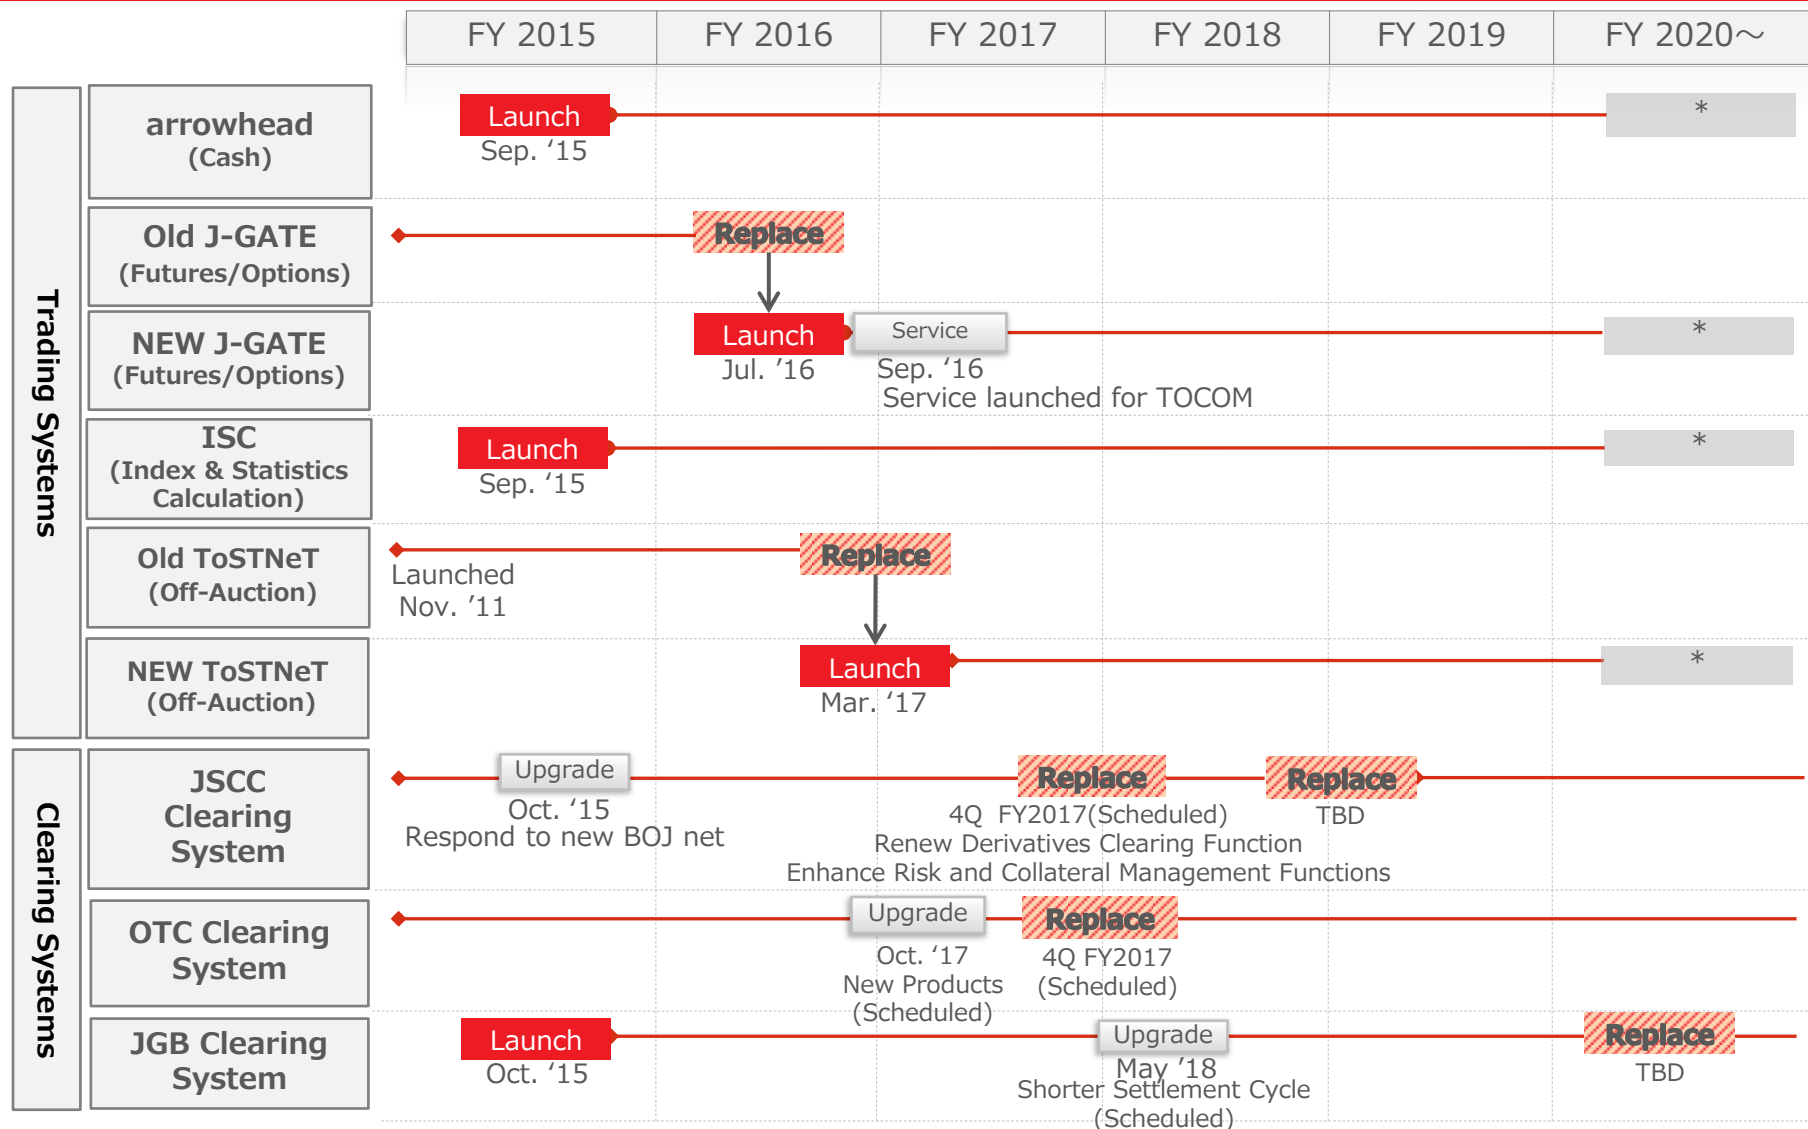 FY 2015
FY 2016
FY 2017
FY 2018
FY 2019
FY 2020～
Trading Systems
arrowhead
(Cash)
Launch
Sep. ‘15
*
Old J-GATE
(Futures/Options)
Replace
NEW J-GATE
(Futures/Options)
Launch
Jul. ’16
Service
Sep. ‘16
Service launched for TOCOM
*
ISC
(Index & Statistics
Calculation)
Launch
Sep. ‘15
*
Old ToSTNeT
(Off-Auction)
Launched
Nov. ’11
Replace
NEW ToSTNeT
(Off-Auction)
Launch
Mar. ‘17
*
Clearing Systems
JSCC
Clearing
System
Upgrade
Oct. ‘15
Respond to new BOJ net
Replace
4Q FY2017(Scheduled)
Renew Derivatives Clearing Function
Enhance Risk and Collateral Management Functions
Replace
TBD
OTC Clearing
System
Upgrade
Oct. ‘17
New Products
(Scheduled)
Replace
4Q FY2017
(Scheduled)
JGB Clearing
System
Launch
Oct. ‘15
Upgrade
May ’18
Shorter Settlement Cycle
(Scheduled)
Replace
TBD